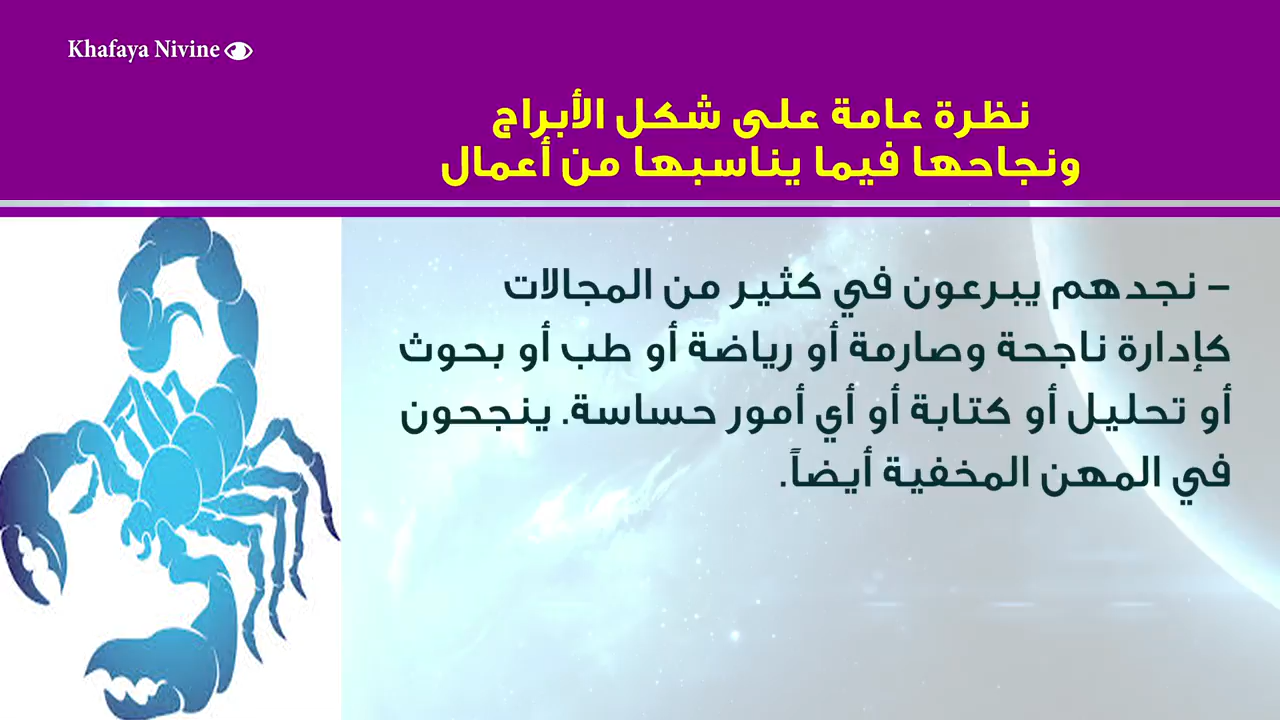 Khafaya Nivine
نظرة عامة على شكل الأبراج
ونجاحها فيما يناسبها من أعمال
– نجدهم يبرعون في كثير من المجالات
كإدارة ناجحة وصارمة أو رياضة أو طب أو بحوث
أو تحليل أو كتابة أو أي أمور حساسة. ينجحون
في المهن المخفية أيضاً.